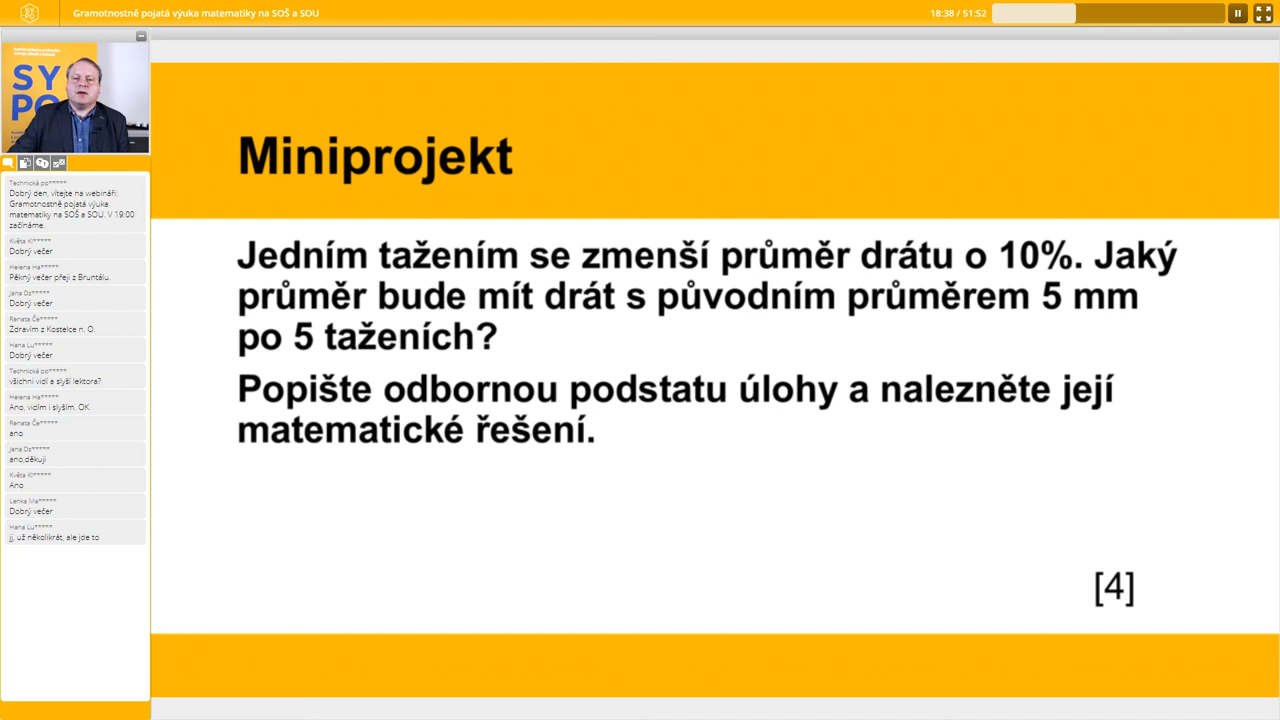 SY
PO
Gramotnostně pojatá výuka matematiky na SOŠ a SOU
18:38 / 51:52
SY
PO
Technická po*****
Dobrý den, vítejte na webináři:
Gramotnostně pojatá výuka
matematiky na SOŠ a SOU. V 19:00
začínáme.
Květa Kl*****
Dobrý večer
Helena Ha*****
Pěkný večer přeji z Bruntálu.
Jana Dz*****
Dobrý večer
Renata Če*****
Zdravím z Kostelce n. O.
Hana Lu*****
Dobrý večer
Technická po*****
všichni vidí a slyší lektora?
Helena Ha*****
Ano, vidím i slyším. OK.
Renata Če*****
ano
Jana Dz*****
ano,děkuji
Květa Kl*****
Ano
Lenka Ma*****
Dobrý večer
Hana Lu*****
jj, už několikrát, ale jde to
Miniprojekt
Jedním tažením se zmenší průměr drátu o 10%. Jaký
průměr bude mít drát s původním průměrem 5 mm
po 5 taženích?
Popište odbornou podstatu úlohy a nalezněte její
matematické řešení.
[4]